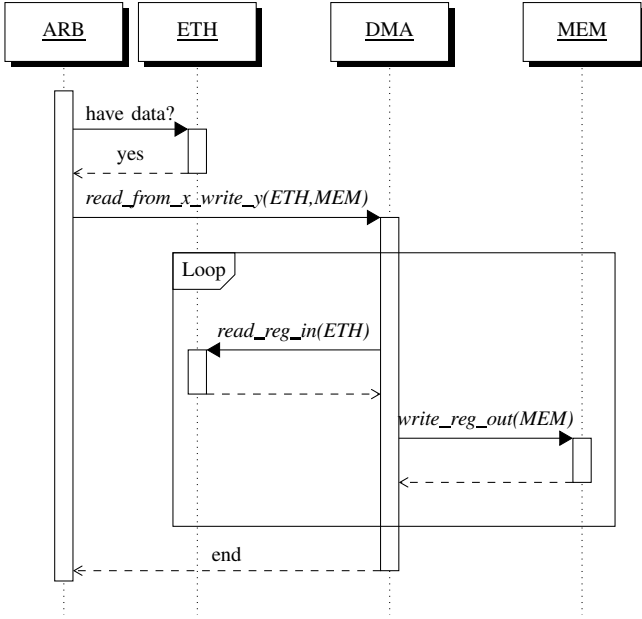 ARB ETH DMA MEM
have data?
yes
read_from_x_write_y(ETH,MEM)
Loop
read_reg_in(ETH)
write_reg_out(MEM)
end